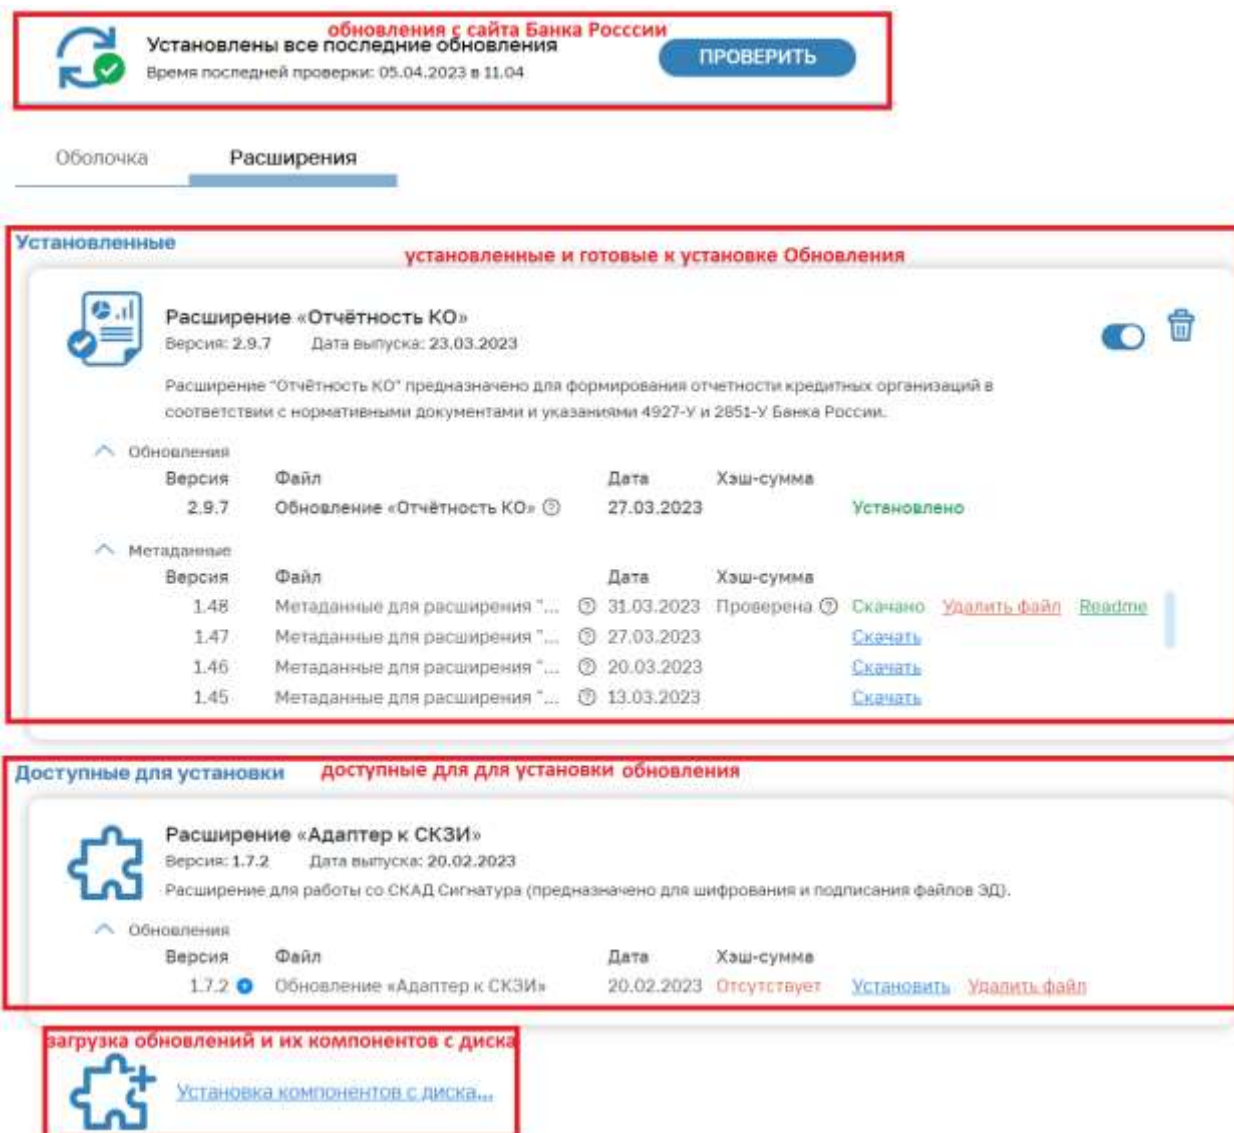 обновления с сайта Банка Росссии
Установлены все последние обновления
Время последней проверки: 05.04.2023 в 11.04
ПРОВЕРИТЬ
Оболочка Расширения
Установленные
установленные и готовые к установке Обновления
Расширение «Отчётность КО»
Версия: 2.9.7 Дата выпуска: 23.03.2023
Расширение "Отчётность КО" предназначено для формирования отчетности кредитных организаций в
соответствии с нормативными документами и указаниями 4927-У и 2851-У Банка России.
Обновления
Версия Файл Дата Хэш-сумма
2.9.7 Обновление «Отчётность КО» 27.03.2023 Установлено
Метаданные
Версия Файл Дата Хэш-сумма
1.48 Метаданные для расширения "... 31.03.2023 Проверена Скачано Удалить файл Readme
1.47 Метаданные для расширения "... 27.03.2023 Скачать
1.46 Метаданные для расширения "... 20.03.2023 Скачать
1.45 Метаданные для расширения "... 13.03.2023 Скачать
Доступные для установки доступные для для установки обновления
Расширение «Адаптер к СКЗИ»
Версия: 1.7.2 Дата выпуска: 20.02.2023
Расширение для работы со СКАД Сигнатура (предназначено для шифрования и подписания файлов ЭД).
Обновления
Версия Файл Дата Хэш-сумма
1.7.2 Обновление «Адаптер к СКЗИ» 20.02.2023 Отсутствует Установить Удалить файл
загрузка обновлений и их компонентов с диска
Установка компонентов с диска...